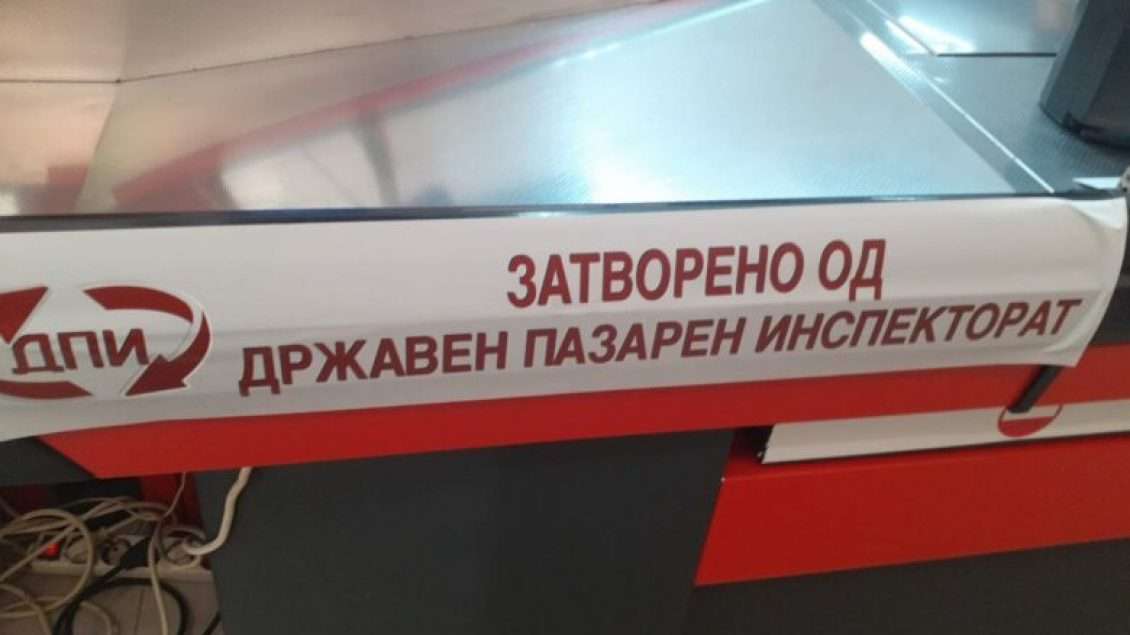 ЗАТВОРЕНО ОД
ДРЖАВЕН ПАЗАРЕН ИНСПЕКТОРАТ
ДПИ